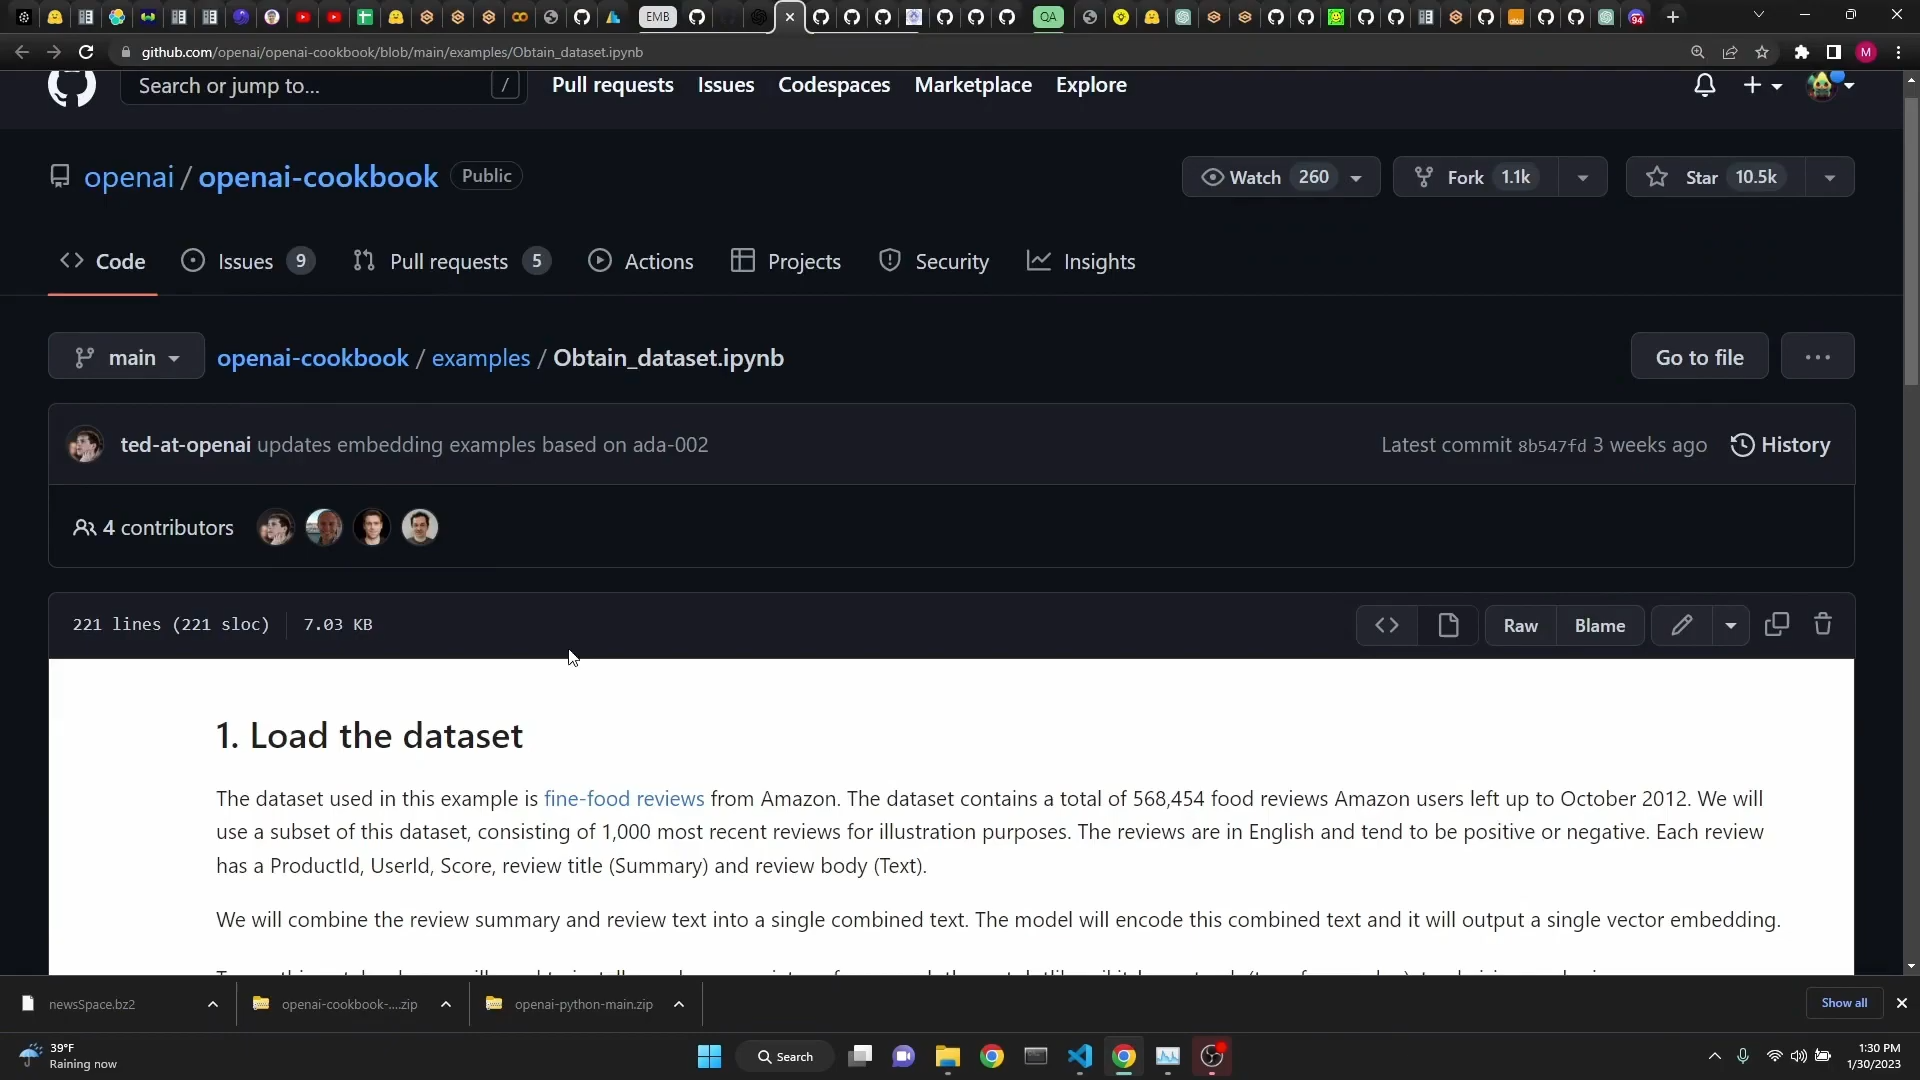 EMB
QA
94
github.com/openai/openai-cookbook/blob/main/examples/Obtain_dataset.ipynb
M
Search or jump to...
/
Pull requests
Issues
Codespaces
Marketplace
Explore
openai / openai-cookbook
Public
Watch 260
Fork 1.1k
Star 10.5k
Code
Issues 9
Pull requests 5
Actions
Projects
Security
Insights
main
openai-cookbook / examples / Obtain_dataset.ipynb
Go to file
ted-at-openai updates embedding examples based on ada-002
Latest commit 8b547fd 3 weeks ago
History
4 contributors
221 lines (221 sloc)
7.03 KB
Raw
Blame
1. Load the dataset
The dataset used in this example is fine-food reviews from Amazon. The dataset contains a total of 568,454 food reviews Amazon users left up to October 2012. We will
use a subset of this dataset, consisting of 1,000 most recent reviews for illustration purposes. The reviews are in English and tend to be positive or negative. Each review
has a ProductId, UserId, Score, review title (Summary) and review body (Text).
We will combine the review summary and review text into a single combined text. The model will encode this combined text and it will output a single vector embedding.
newsSpace.bz2
openai-cookbook-....zip
openai-python-main.zip
Show all
39°F
Raining now
Search
1:30 PM
1/30/2023